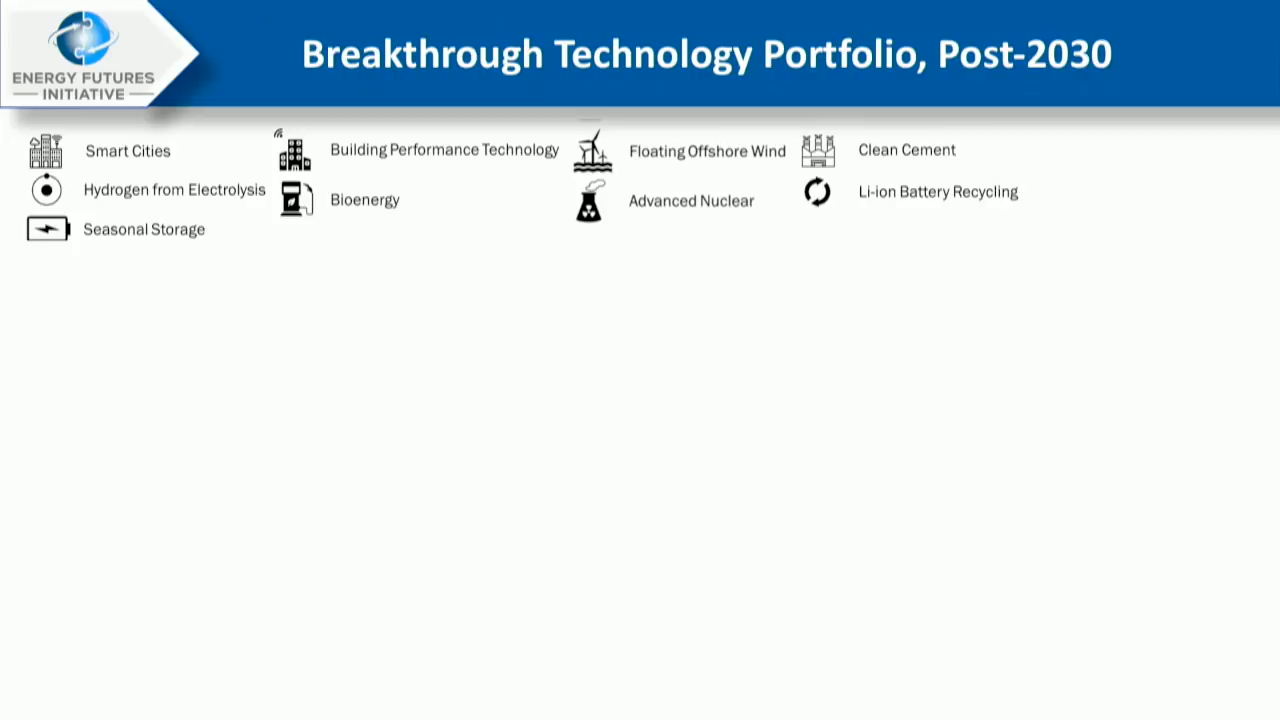 ENERGY FUTURES
INITIATIVE
Breakthrough Technology Portfolio, Post-2030
Smart Cities
Building Performance Technology
Floating Offshore Wind
Clean Cement
Hydrogen from Electrolysis
Bioenergy
Advanced Nuclear
Li-ion Battery Recycling
Seasonal Storage